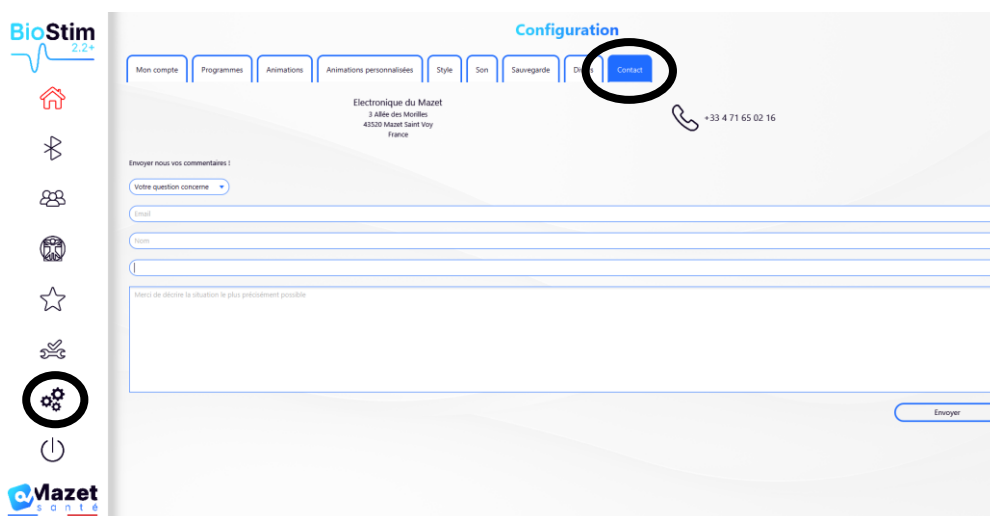 BioStim
2.2+
Configuration
Mon compte
Programmes
Animations
Animations personnalisées
Style
Son
Sauvegarde
Contact
Electronique du Mazet
3 Allée des Morilles
43520 Mazet Saint Voy
France
+33 4 71 65 02 16
Envoyer nous vos commentaires !
Votre question concerne
Email
Nom
Merci de décrire la situation le plus précisément possible
Envoyer
Mazet
santé